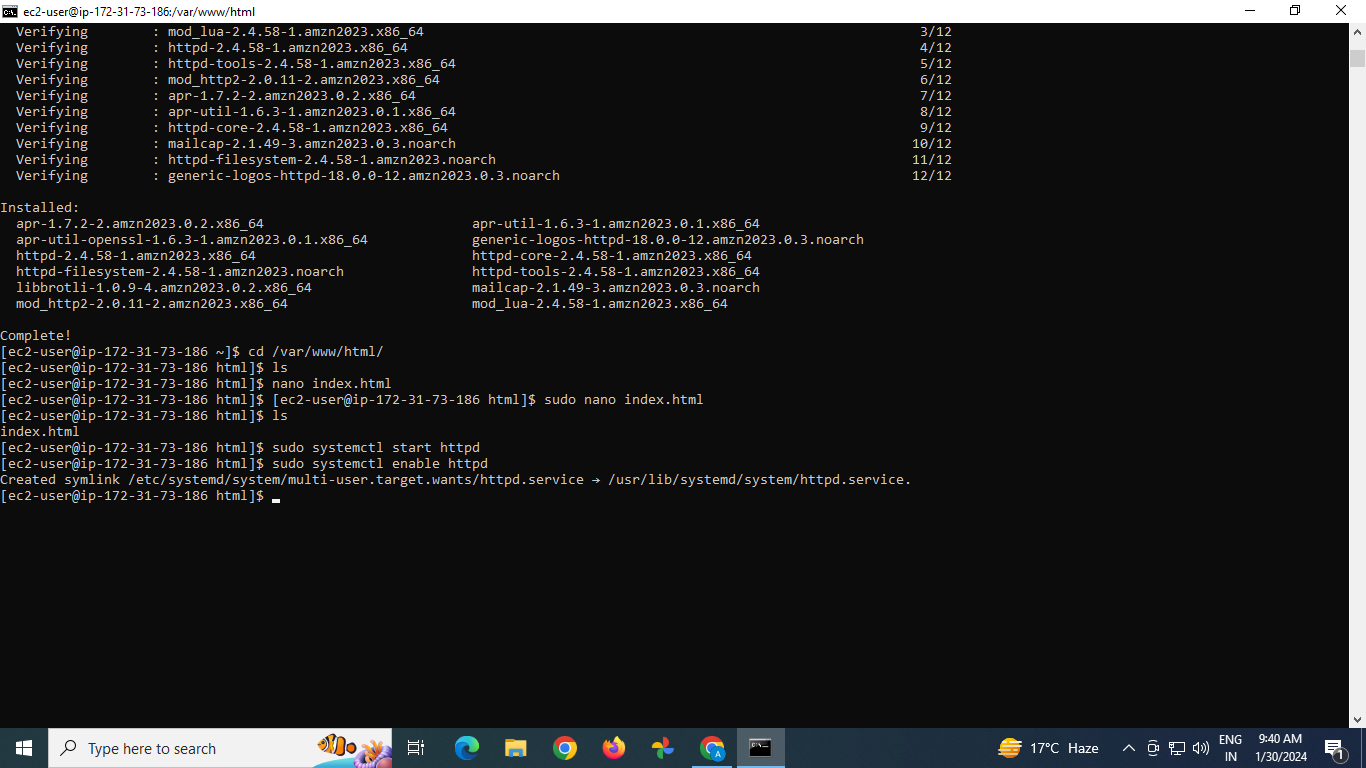 ec2-user@ip-172-31-73-186:/var/www/html
Verifying : mod_lua-2.4.58-1.amzn2023.x86_64 3/12
Verifying : httpd-2.4.58-1.amzn2023.x86_64 4/12
Verifying : httpd-tools-2.4.58-1.amzn2023.x86_64 5/12
Verifying : mod_http2-2.0.11-2.amzn2023.x86_64 6/12
Verifying : apr-1.7.2-2.amzn2023.0.2.x86_64 7/12
Verifying : apr-util-1.6.3-1.amzn2023.0.1.x86_64 8/12
Verifying : httpd-core-2.4.58-1.amzn2023.x86_64 9/12
Verifying : mailcap-2.1.49-3.amzn2023.0.3.noarch 10/12
Verifying : httpd-filesystem-2.4.58-1.amzn2023.noarch 11/12
Verifying : generic-logos-httpd-18.0.0-12.amzn2023.0.3.noarch 12/12
Installed:
apr-1.7.2-2.amzn2023.0.2.x86_64 apr-util-1.6.3-1.amzn2023.0.1.x86_64
apr-util-openssl-1.6.3-1.amzn2023.0.1.x86_64 generic-logos-httpd-18.0.0-12.amzn2023.0.3.noarch
httpd-2.4.58-1.amzn2023.x86_64 httpd-core-2.4.58-1.amzn2023.x86_64
httpd-filesystem-2.4.58-1.amzn2023.noarch httpd-tools-2.4.58-1.amzn2023.x86_64
libbrotli-1.0.9-4.amzn2023.0.2.x86_64 mailcap-2.1.49-3.amzn2023.0.3.noarch
mod_http2-2.0.11-2.amzn2023.x86_64 mod_lua-2.4.58-1.amzn2023.x86_64
Complete!
[ec2-user@ip-172-31-73-186 ~]$ cd /var/www/html/
[ec2-user@ip-172-31-73-186 html]$ ls
[ec2-user@ip-172-31-73-186 html]$ nano index.html
[ec2-user@ip-172-31-73-186 html]$ [ec2-user@ip-172-31-73-186 html]$ sudo nano index.html
[ec2-user@ip-172-31-73-186 html]$ ls
index.html
[ec2-user@ip-172-31-73-186 html]$ sudo systemctl start httpd
[ec2-user@ip-172-31-73-186 html]$ sudo systemctl enable httpd
Created symlink /etc/systemd/system/multi-user.target.wants/httpd.service → /usr/lib/systemd/system/httpd.service.
[ec2-user@ip-172-31-73-186 html]$
Type here to search
A
17°C Haze
ENG
IN
9:40 AM
1/30/2024
1